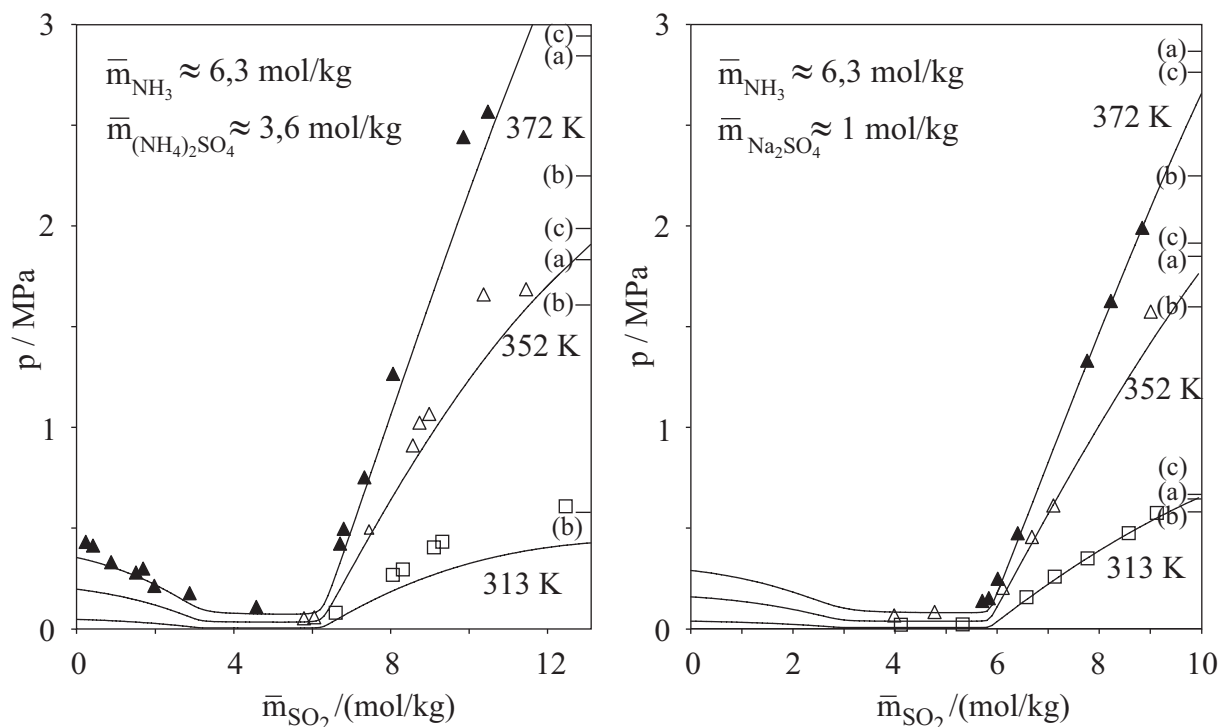 3
2
1
0
p / MPa
m̅NH₃ ≈ 6,3 mol/kg
m̅(NH₄)₂SO₄ ≈ 3,6 mol/kg
372 K
352 K
313 K
(c)
(a)
(b)
(c)
(a)
(b)
(b)
0 4 8 12
m̅SO₂ /(mol/kg)
3
2
1
0
p / MPa
m̅NH₃ ≈ 6,3 mol/kg
m̅Na₂SO₄ ≈ 1 mol/kg
372 K
352 K
313 K
(a)
(c)
(b)
(c)
(a)
(b)
(c)
(a)
(b)
0 2 4 6 8 10
m̅SO₂ /(mol/kg)